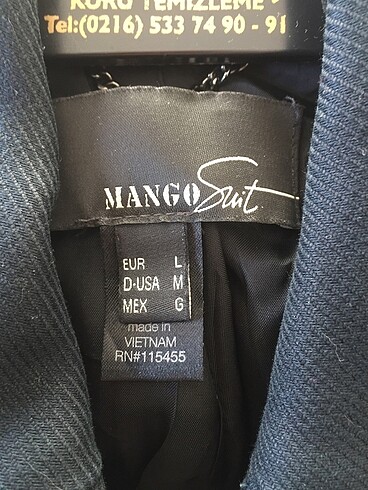 KURU TEMİZLEME -
Tel:(0216) 533 74 90 - 91
MANGO Suit.
EUR L
D-USA M
MEX G
made in
VIETNAM
RN#115455